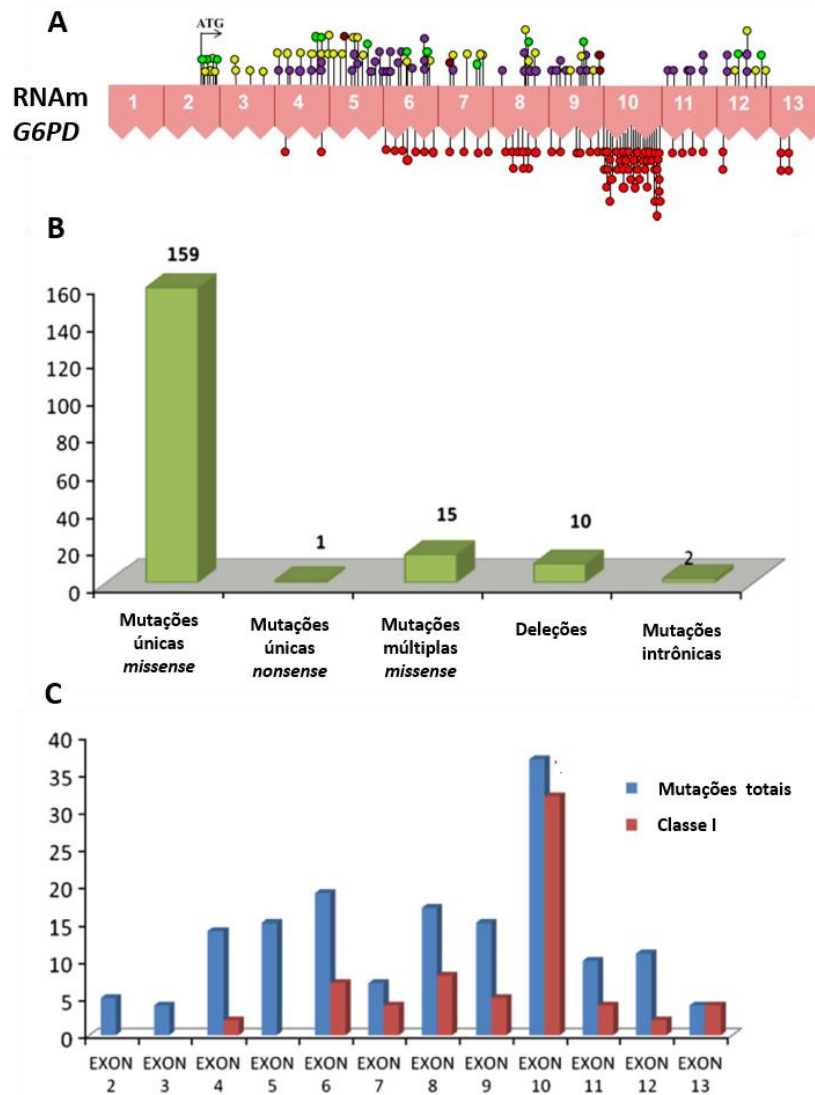 A
ATG
RNAm
G6PD
1 2 3 4 5 6 7 8 9 10 11 12 13
B
159
160
140
120
100
80
60
40
20
0
1
15
10
2
Mutações
únicas
missense
Mutações
únicas
nonsense
Mutações
múltiplas
missense
Deleções
Mutações
intrônicas
C
40
35
30
25
20
15
10
5
0
Mutações totais
Classe I
EXON EXON EXON EXON EXON EXON EXON EXON EXON EXON EXON EXON
2 3 4 5 6 7 8 9 10 11 12 13